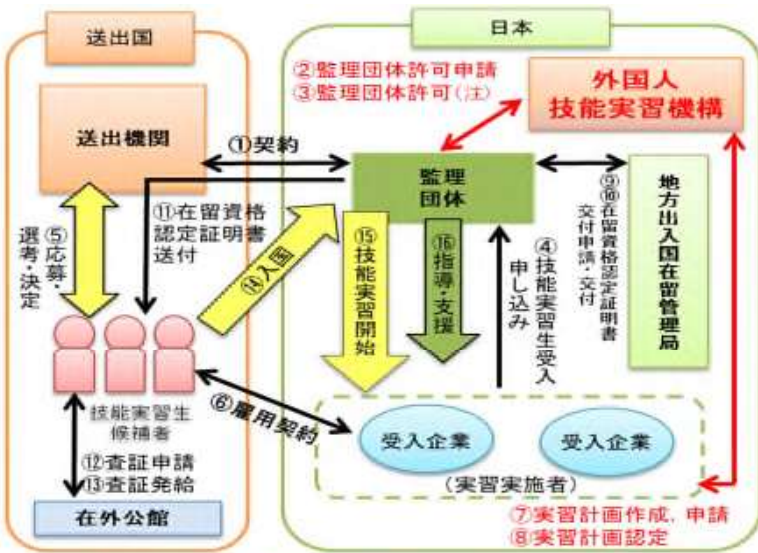 送出国
日本
②監理団体許可申請
③監理団体許可(注)
外国人
技能実習機構
送出機関
①契約
監理
団体
地方出入国在留管理局
⑨⑩在留資格認定証明書
交付申請・交付
⑤応募・
選考・決定
⑪在留資格
認定証明書
送付
⑭入国
⑮技能実習開始
⑯指導・支援
④技能実習生受入
申し込み
技能実習生
候補者
⑥雇用契約
受入企業
受入企業
(実習実施者)
⑫査証申請
⑬査証発給
在外公館
⑦実習計画作成，申請
⑧実習計画認定